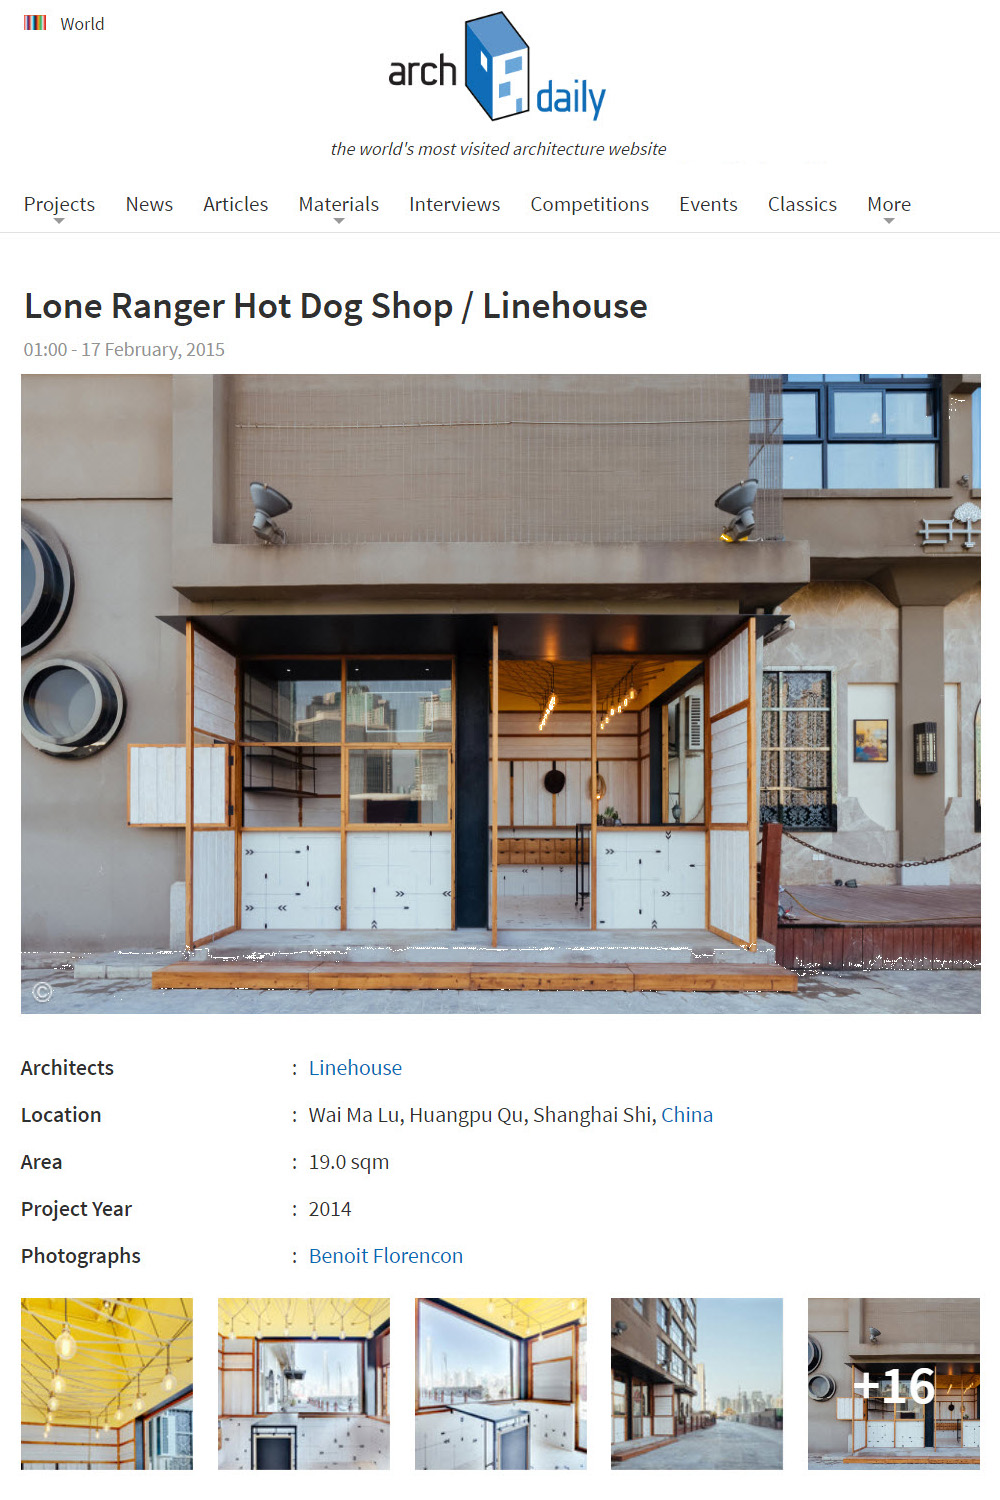 World
arch daily
the world's most visited architecture website
Projects News Articles Materials Interviews Competitions Events Classics More
Lone Ranger Hot Dog Shop / Linehouse
01:00 - 17 February, 2015
©
Architects : Linehouse
Location : Wai Ma Lu, Huangpu Qu, Shanghai Shi, China
Area : 19.0 sqm
Project Year : 2014
Photographs : Benoit Florencon
+16